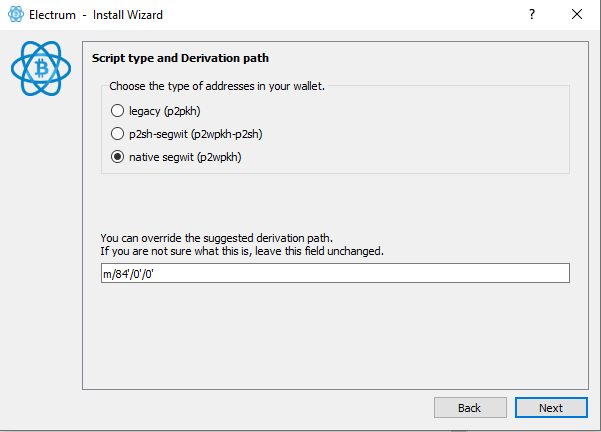 Electrum - Install Wizard
Script type and Derivation path
Choose the type of addresses in your wallet.
legacy (p2pkh)
p2sh-segwit (p2wpkh-p2sh)
native segwit (p2wpkh)
You can override the suggested derivation path.
If you are not sure what this is, leave this field unchanged.
m/84'/0'/0'
Back
Next